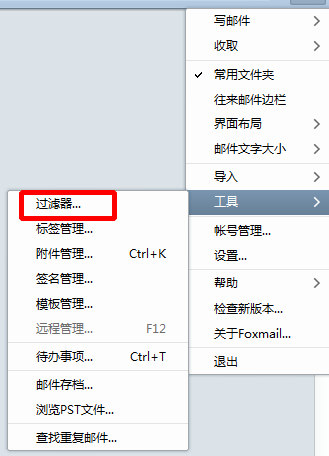 写邮件
收取
常用文件夹
往来邮件边栏
界面布局
邮件文字大小
导入
工具
帐号管理...
设置...
帮助
检查新版本...
关于Foxmail...
退出
过滤器...
标签管理...
附件管理... Ctrl+K
签名管理...
模板管理...
远程管理... F12
待办事项... Ctrl+T
邮件存档...
浏览PST文件...
查找重复邮件...